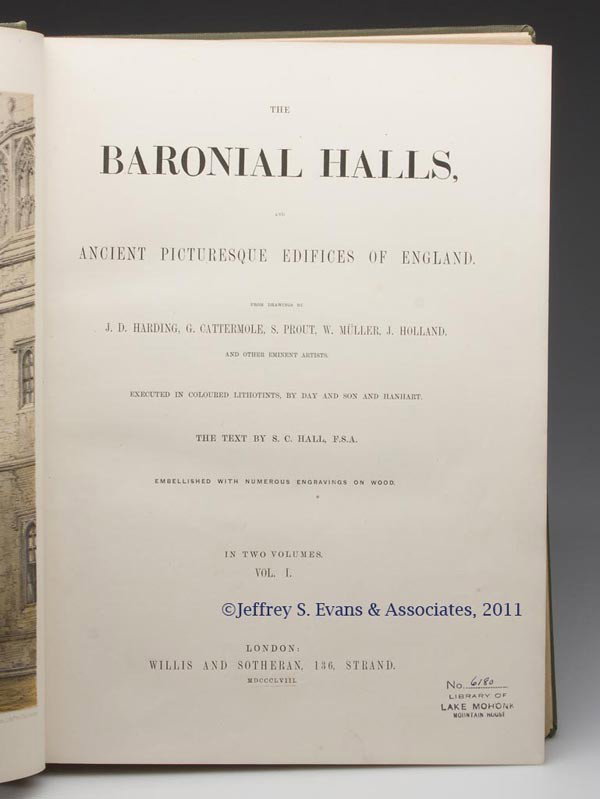 THE
BARONIAL HALLS,
AND
ANCIENT PICTURESQUE EDIFICES OF ENGLAND.
FROM DRAWINGS BY
J. D. HARDING, G. CATTERMOLE, S. PROUT, W. MÜLLER, J. HOLLAND.
AND OTHER EMINENT ARTISTS.
EXECUTED IN COLOURED LITHOTINTS, BY DAY AND SON AND HANHART.
THE TEXT BY S. C. HALL, F.S.A.
EMBELLISHED WITH NUMEROUS ENGRAVINGS ON WOOD.
IN TWO VOLUMES.
VOL. I.
©Jeffrey S. Evans & Associates, 2011
LONDON:
WILLIS AND SOTHERAN, 136, STRAND.
MDCCCLVIII.
No. 6180
LIBRARY OF
LAKE MOHONK
MOUNTAIN HOUSE